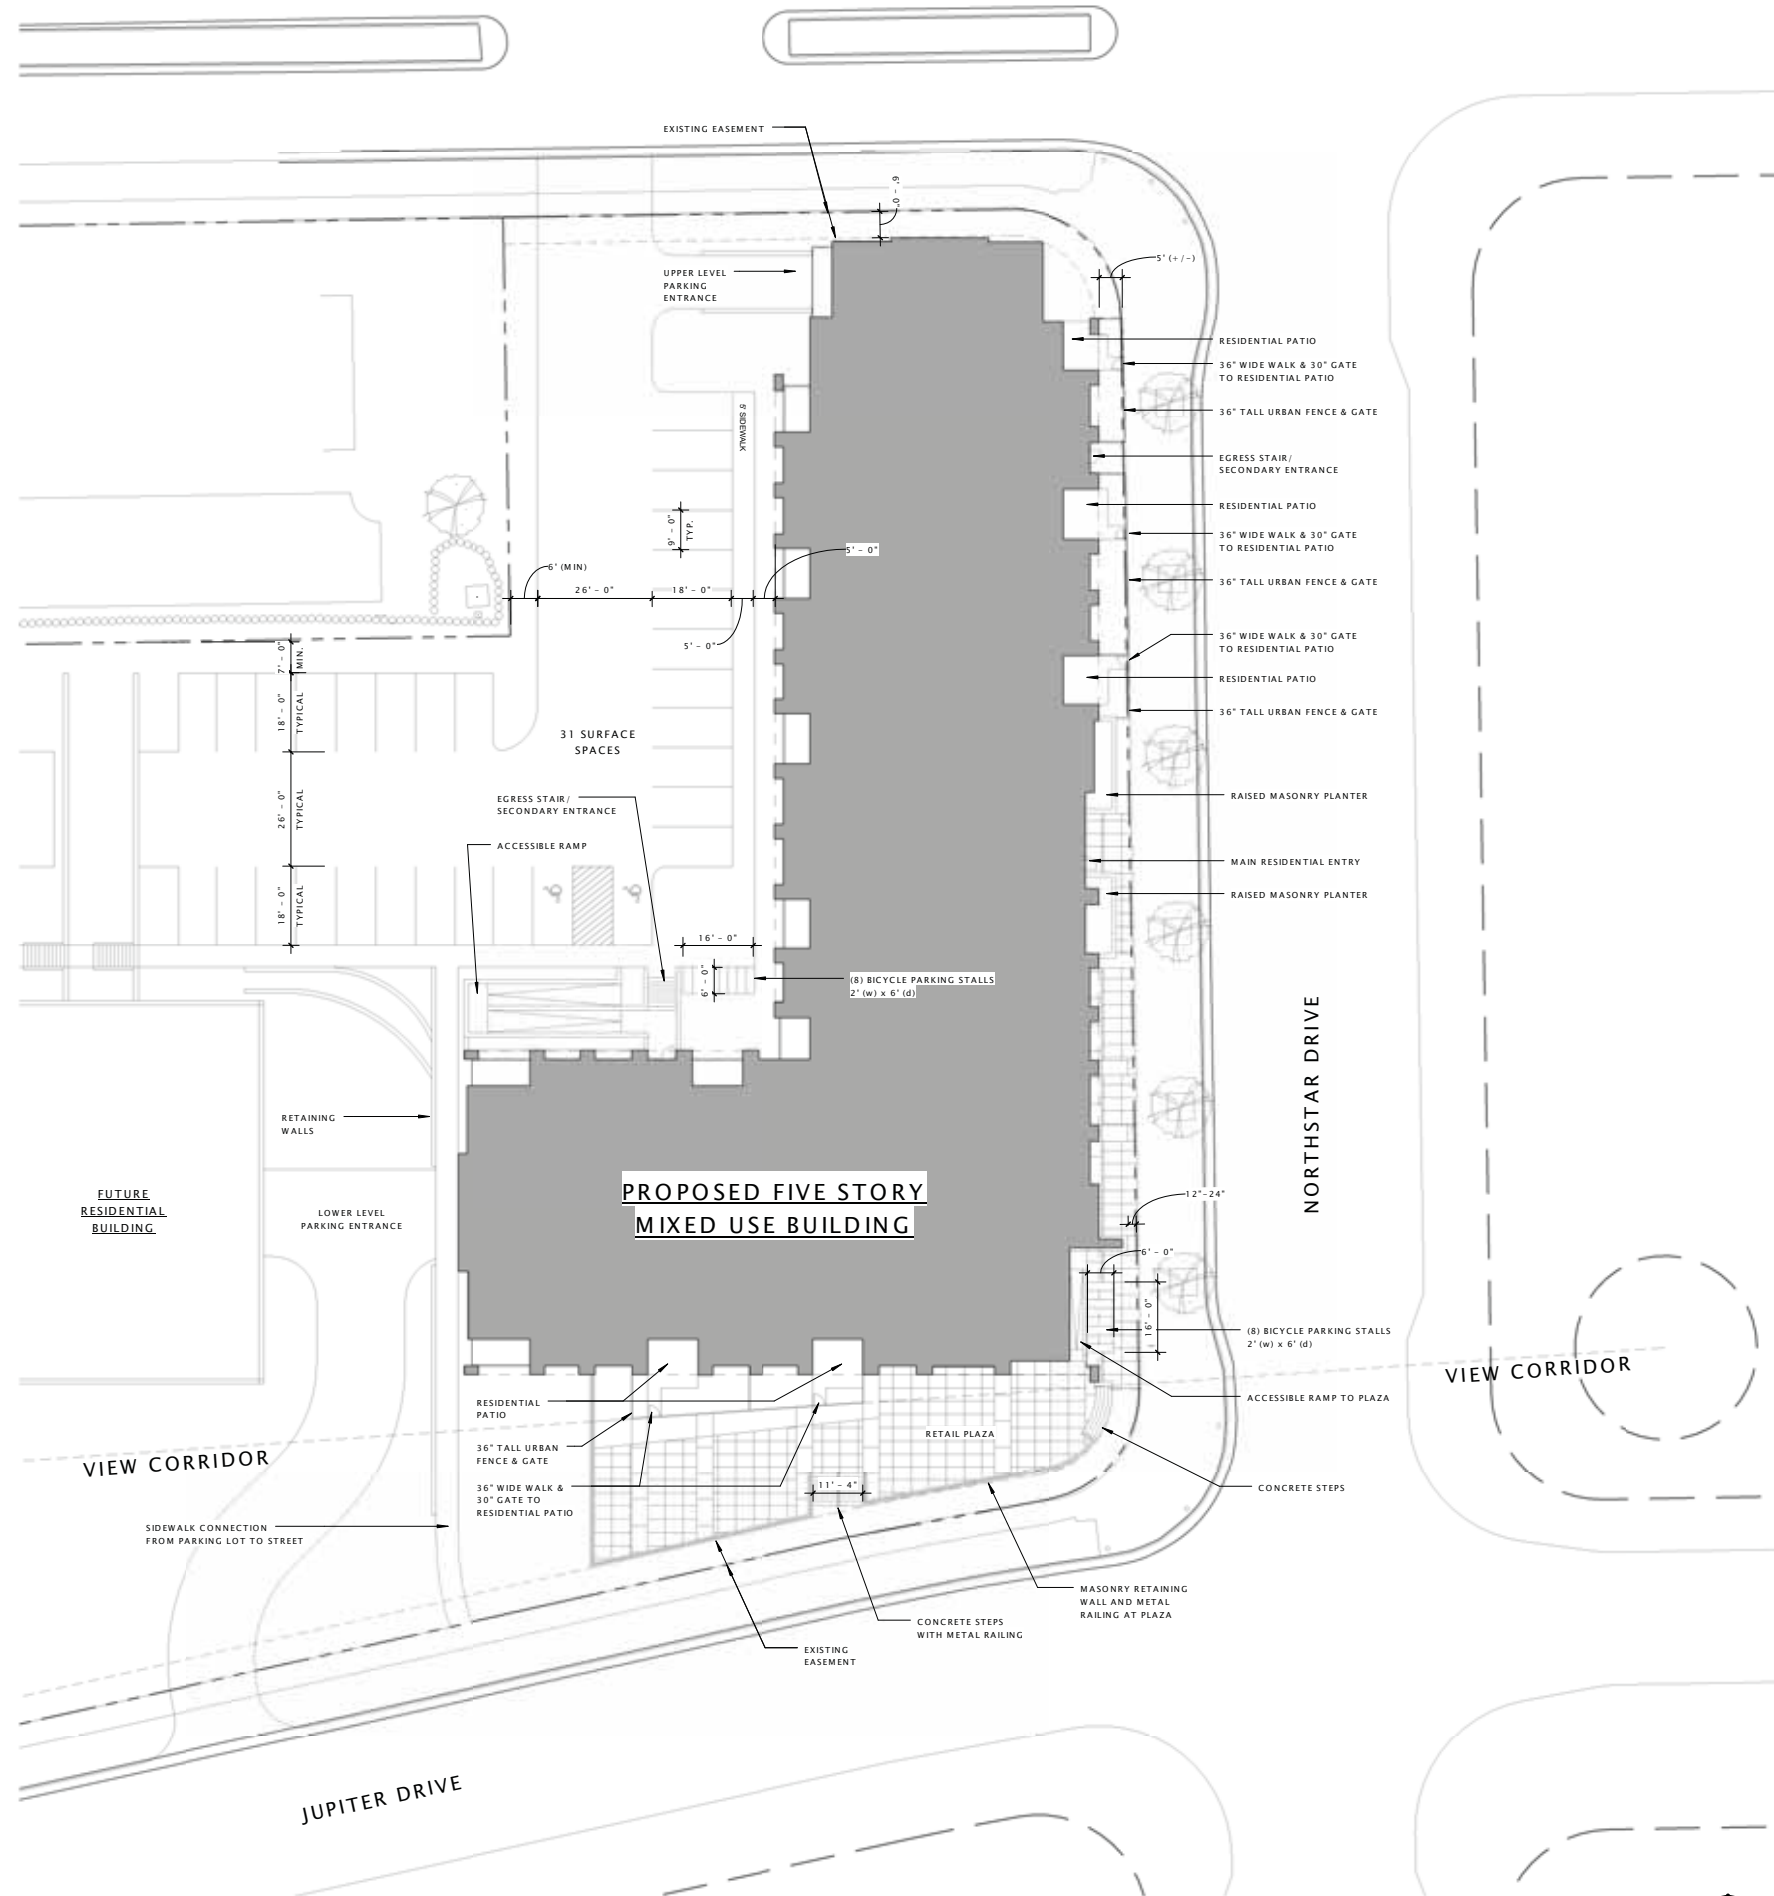 EXISTING EASEMENT
6' - 0"
5' (+/-)
UPPER LEVEL
PARKING
ENTRANCE
RESIDENTIAL PATIO
36" WIDE WALK & 30" GATE
TO RESIDENTIAL PATIO
36" TALL URBAN FENCE & GATE
5' SIDEWALK
EGRESS STAIR/
SECONDARY ENTRANCE
RESIDENTIAL PATIO
9' - 0"
TYP.
36" WIDE WALK & 30" GATE
TO RESIDENTIAL PATIO
5' - 0"
6' (MIN)
36" TALL URBAN FENCE & GATE
26' - 0"
18' - 0"
5' - 0"
36" WIDE WALK & 30" GATE
TO RESIDENTIAL PATIO
7' - 0"
MIN.
RESIDENTIAL PATIO
18' - 0"
TYPICAL
36" TALL URBAN FENCE & GATE
31 SURFACE
SPACES
26' - 0"
TYPICAL
EGRESS STAIR/
SECONDARY ENTRANCE
RAISED MASONRY PLANTER
ACCESSIBLE RAMP
MAIN RESIDENTIAL ENTRY
18' - 0"
TYPICAL
RAISED MASONRY PLANTER
16' - 0"
6' - 0"
(8) BICYCLE PARKING STALLS
2' (w) x 6' (d)
NORTHSTAR DRIVE
RETAINING
WALLS
FUTURE
RESIDENTIAL
BUILDING
LOWER LEVEL
PARKING ENTRANCE
PROPOSED FIVE STORY
MIXED USE BUILDING
12"-24"
6' - 0"
16' - 0"
(8) BICYCLE PARKING STALLS
2' (w) x 6' (d)
VIEW CORRIDOR
ACCESSIBLE RAMP TO PLAZA
RESIDENTIAL
PATIO
RETAIL PLAZA
36" TALL URBAN
FENCE & GATE
VIEW CORRIDOR
36" WIDE WALK &
30" GATE TO
RESIDENTIAL PATIO
11' - 4"
CONCRETE STEPS
SIDEWALK CONNECTION
FROM PARKING LOT TO STREET
MASONRY RETAINING
WALL AND METAL
RAILING AT PLAZA
CONCRETE STEPS
WITH METAL RAILING
EXISTING
EASEMENT
JUPITER DRIVE